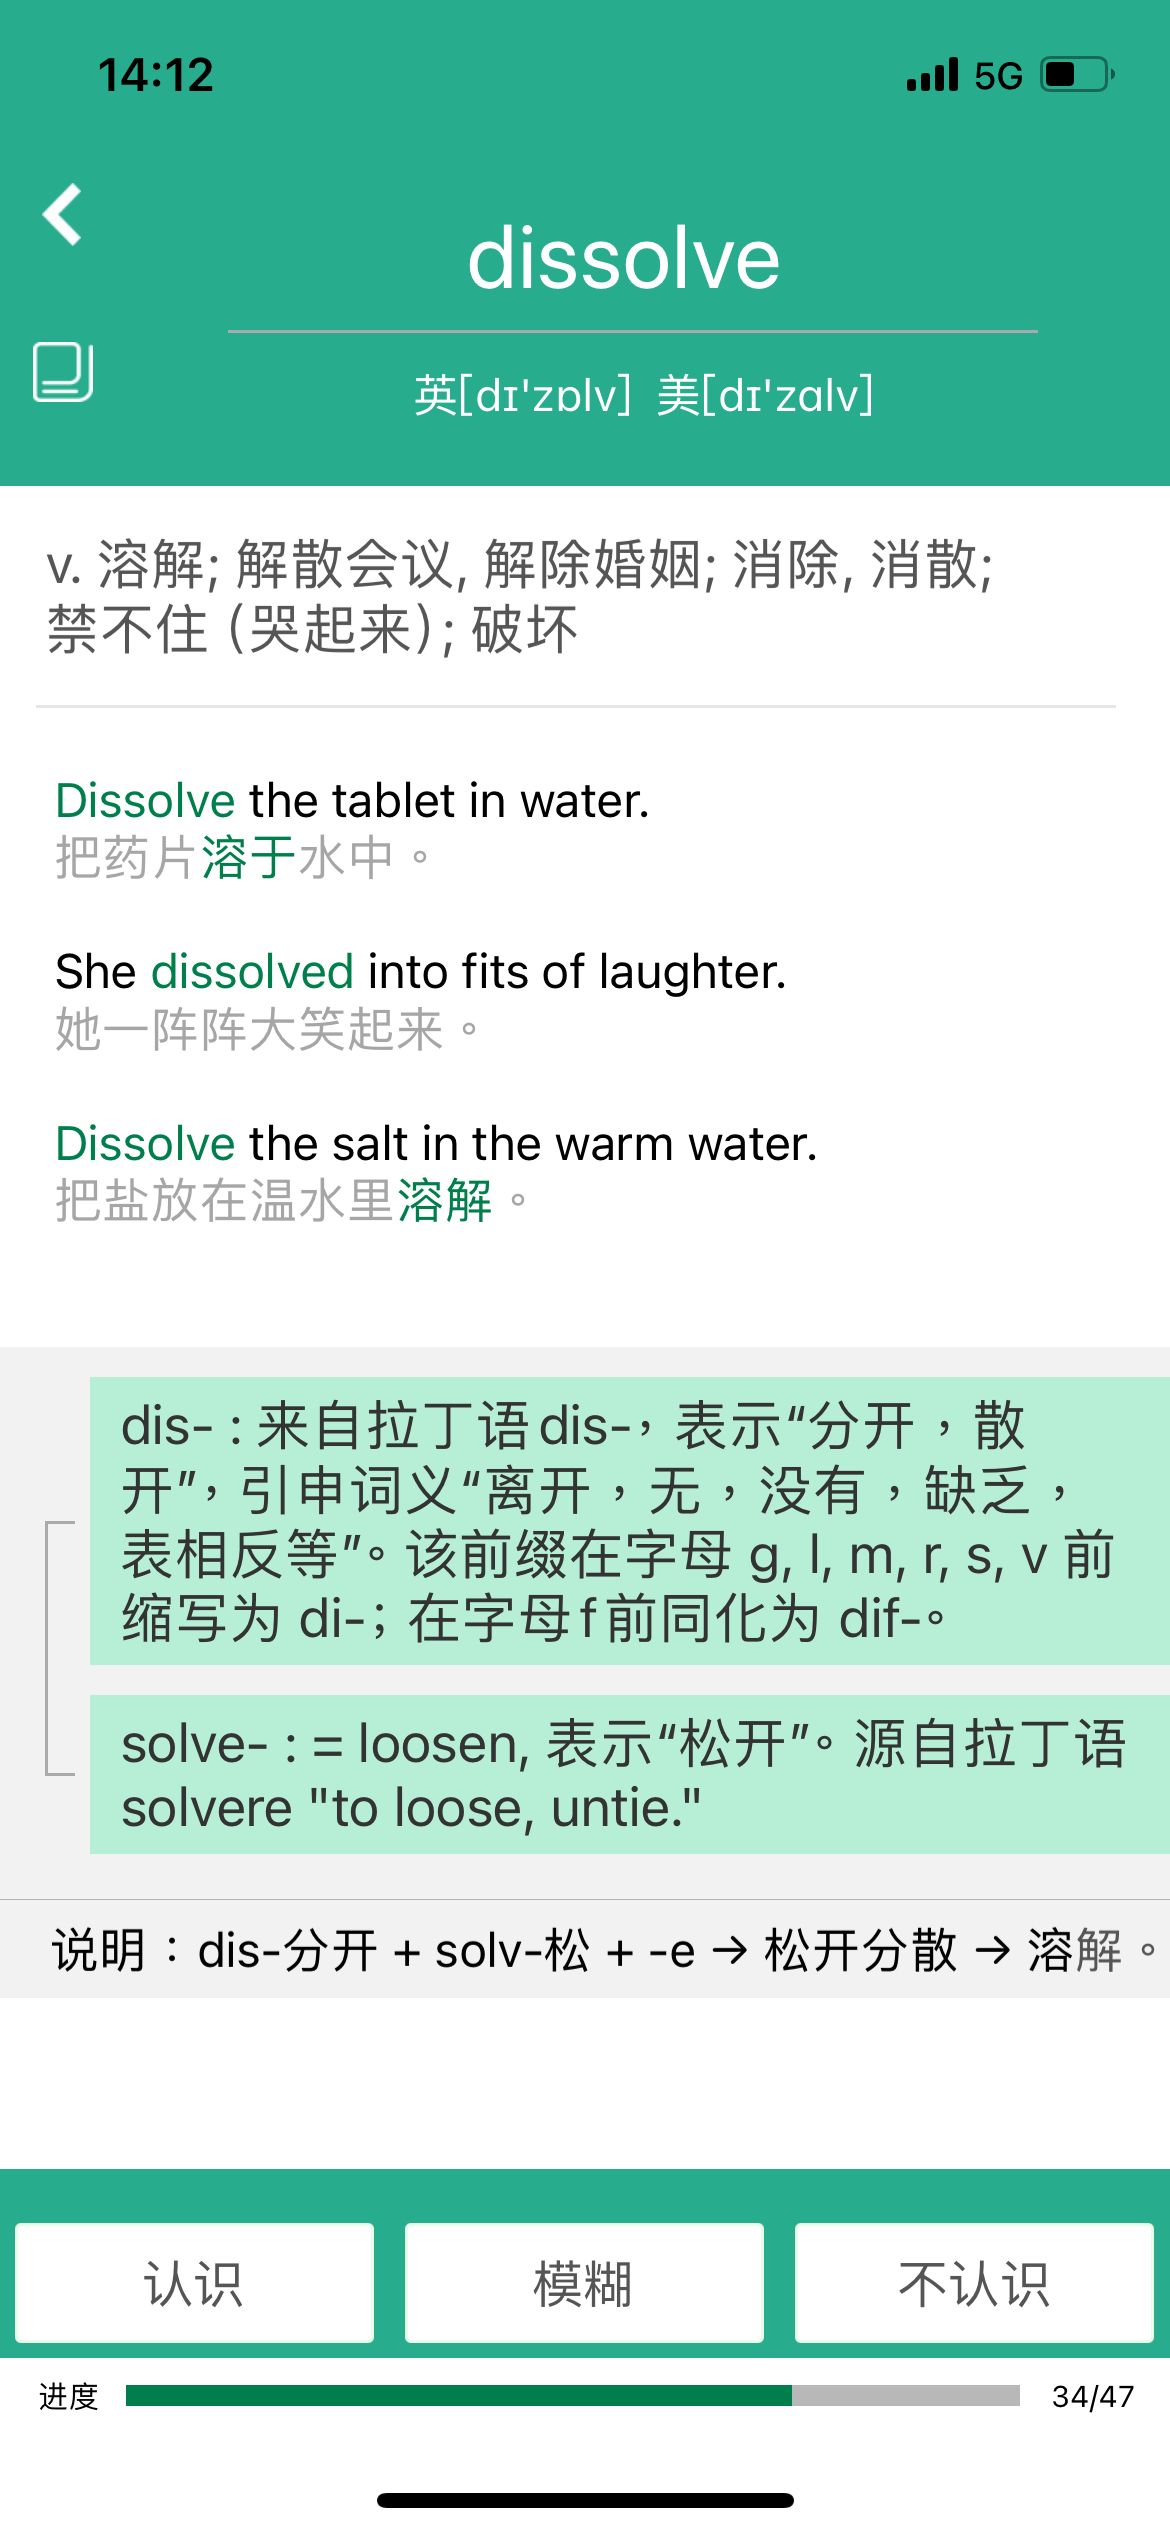 14:12
5G
dissolve
英[dɪ'zɒlv] 美[dɪ'zɑlv]
v. 溶解; 解散会议, 解除婚姻; 消除, 消散;
禁不住 (哭起来) ; 破坏
Dissolve the tablet in water.
把药片溶于水中。
She dissolved into fits of laughter.
她一阵阵大笑起来。
Dissolve the salt in the warm water.
把盐放在温水里溶解。
dis- : 来自拉丁语dis-，表示“分开，散
开”，引申词义“离开，无，没有，缺乏，
表相反等”。该前缀在字母 g, l, m, r, s, v 前
缩写为 di-；在字母f前同化为 dif-。
solve- : = loosen, 表示“松开”。源自拉丁语
solvere "to loose, untie."
说明：dis-分开 + solv-松 + -e → 松开分散 → 溶解。
认识 模糊 不认识
进度 34/47